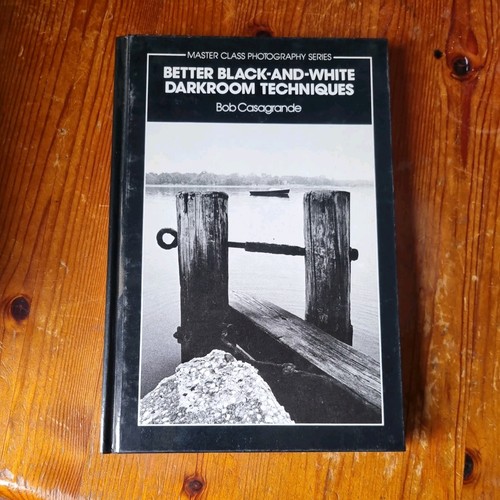 MASTER CLASS PHOTOGRAPHY SERIES
BETTER BLACK-AND-WHITE
DARKROOM TECHNIQUES
Bob Casagrande